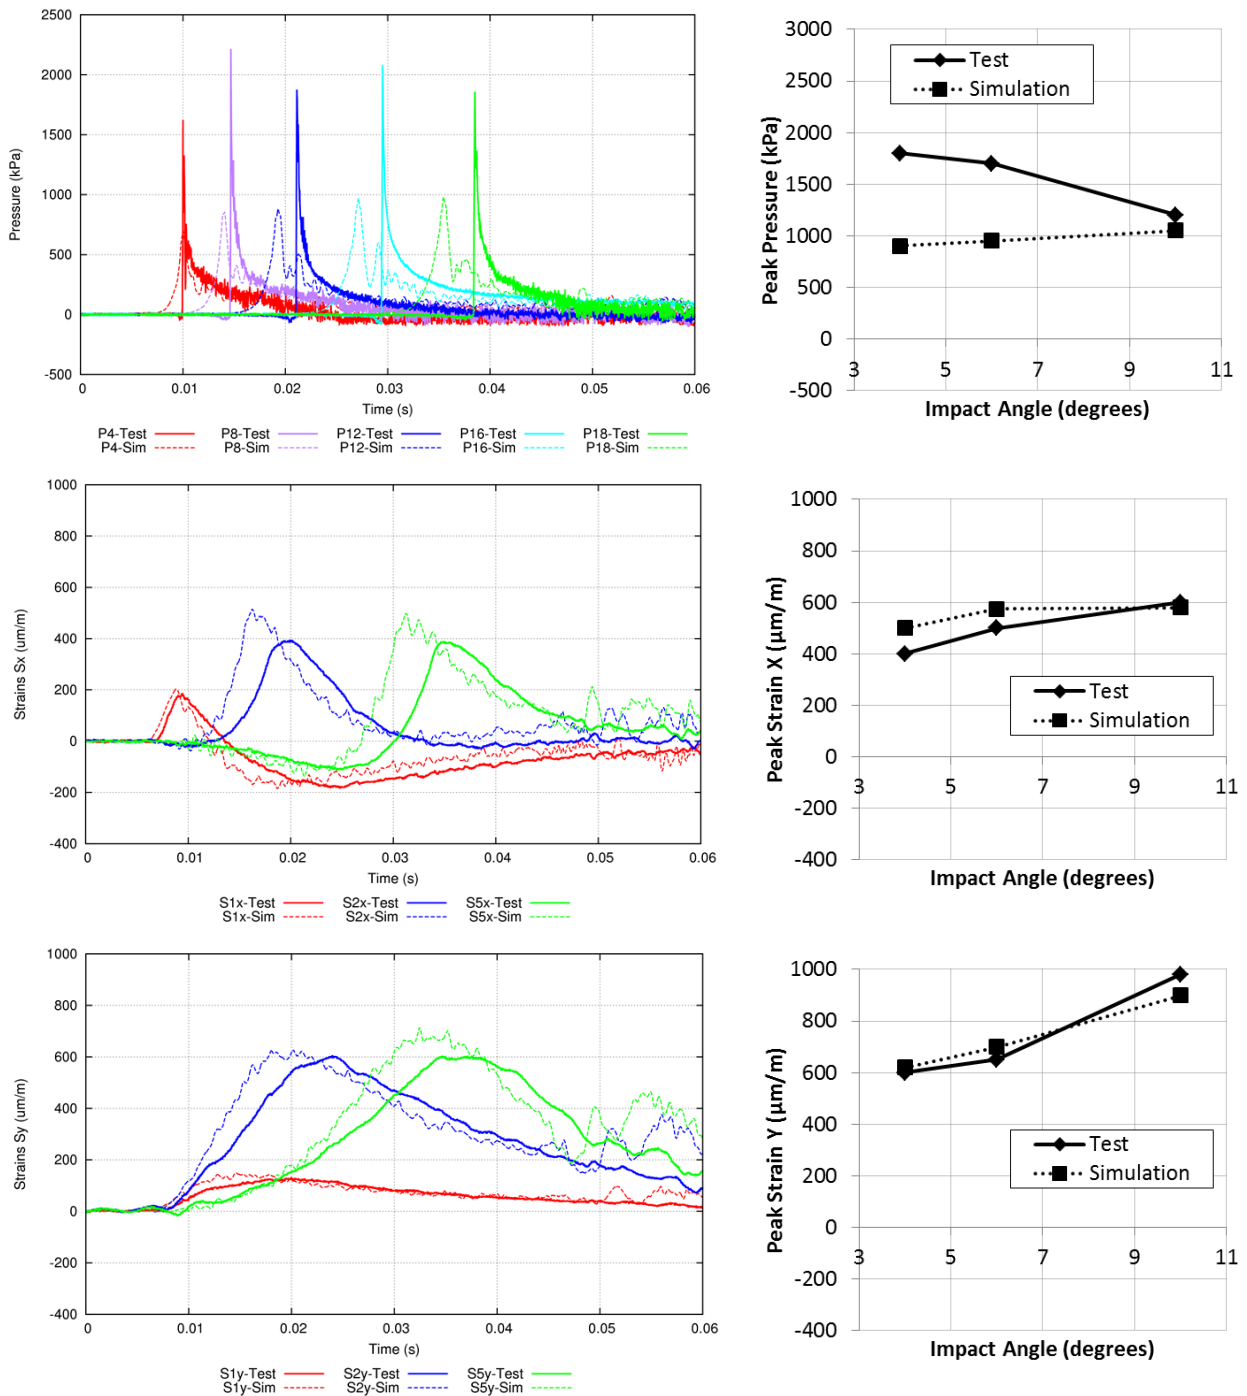 2500
2000
1500
1000
500
0
-500
Pressure (kPa)
0 0.01 0.02 0.03 0.04 0.05 0.06
Time (s)
P4-Test P8-Test P12-Test P16-Test P18-Test
P4-Sim P8-Sim P12-Sim P16-Sim P18-Sim
3000
2500
2000
1500
1000
500
0
-500
Peak Pressure (kPa)
Test
Simulation
3 5 7 9 11
Impact Angle (degrees)
1000
800
600
400
200
0
-200
-400
Strains Sx (um/m)
0 0.01 0.02 0.03 0.04 0.05 0.06
Time (s)
S1x-Test S2x-Test S5x-Test
S1x-Sim S2x-Sim S5x-Sim
1000
800
600
400
200
0
-200
-400
Peak Strain X (µm/m)
Test
Simulation
3 5 7 9 11
Impact Angle (degrees)
1000
800
600
400
200
0
-200
-400
Strains Sy (um/m)
0 0.01 0.02 0.03 0.04 0.05 0.06
Time (s)
S1y-Test S2y-Test S5y-Test
S1y-Sim S2y-Sim S5y-Sim
1000
800
600
400
200
0
-200
-400
Peak Strain Y (µm/m)
Test
Simulation
3 5 7 9 11
Impact Angle (degrees)